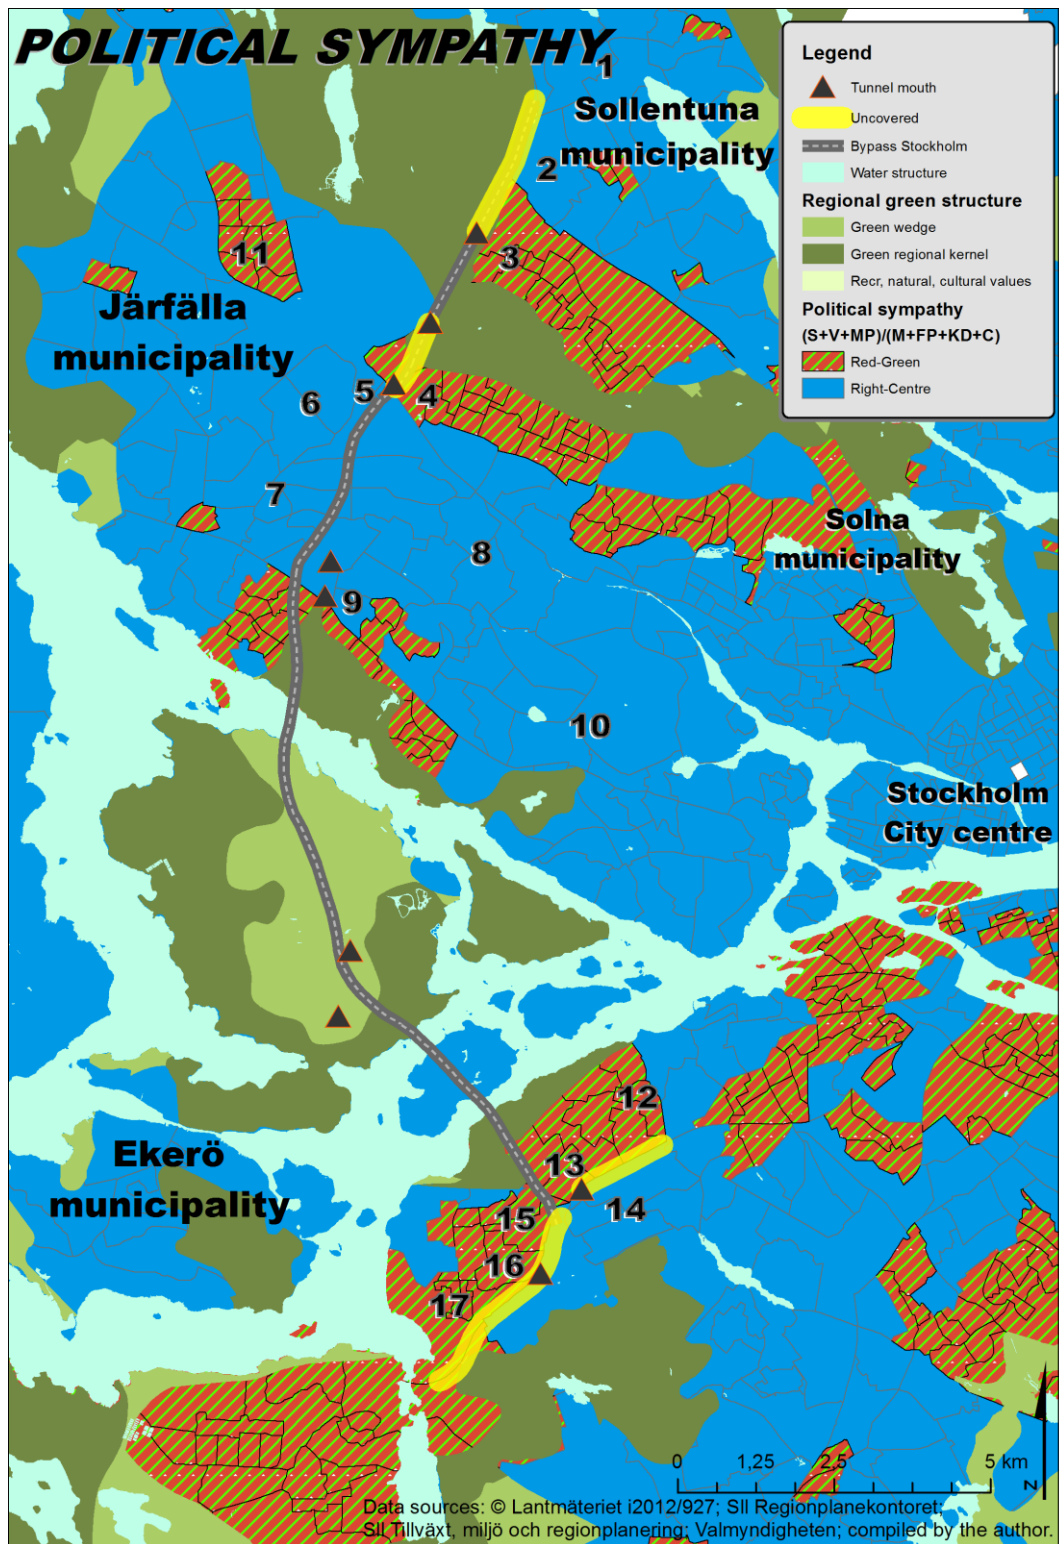 POLITICAL SYMPATHY
1
Sollentuna
municipality
2
3
11
Järfälla
municipality
4
5
6
7
8
9
10
Solna
municipality
Stockholm
City centre
Ekerö
municipality
12
13
14
15
16
17
Legend
Tunnel mouth
Uncovered
Bypass Stockholm
Water structure
Regional green structure
Green wedge
Green regional kernel
Recr, natural, cultural values
Political sympathy
(S+V+MP)/(M+FP+KD+C)
Red-Green
Right-Centre
0 1,25 2,5 5 km
N
Data sources: © Lantmäteriet i2012/927; Sll Regionplanekontoret;
Sll Tillväxt, miljö och regionplanering; Valmyndigheten; compiled by the author.